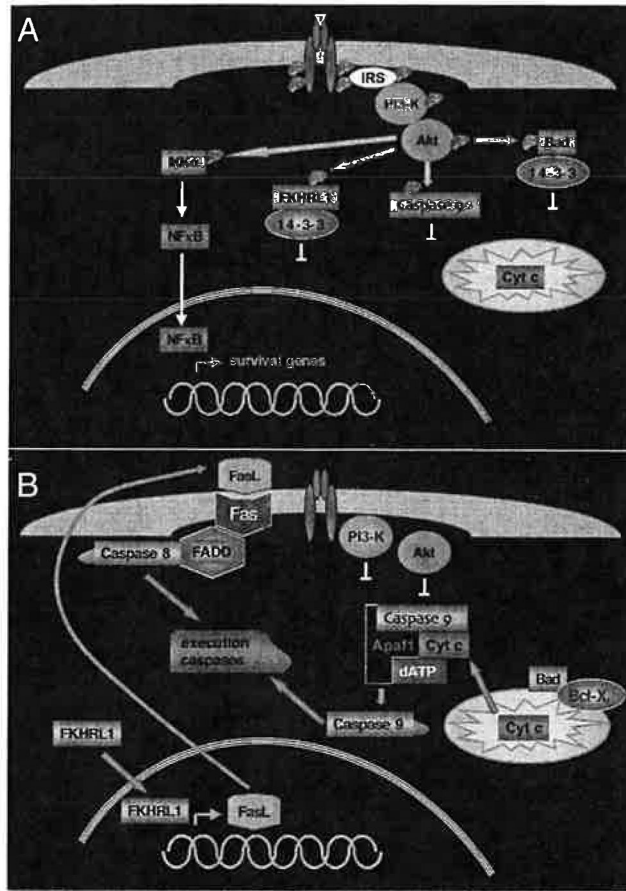 A
IRS
PI3-K
Akt
Bad
14-3-3
FKHRL1
14-3-3
Caspase 9
NFκB
Cyt c
NFκB
survival genes
B
FasL
Fas
FADD
Caspase 8
PI3-K
Akt
Caspase 9
Apaf1
Cyt c
dATP
execution
caspases
Bad
Bcl-XL
Cyt c
Caspase 9
FKHRL1
FKHRL1
FasL